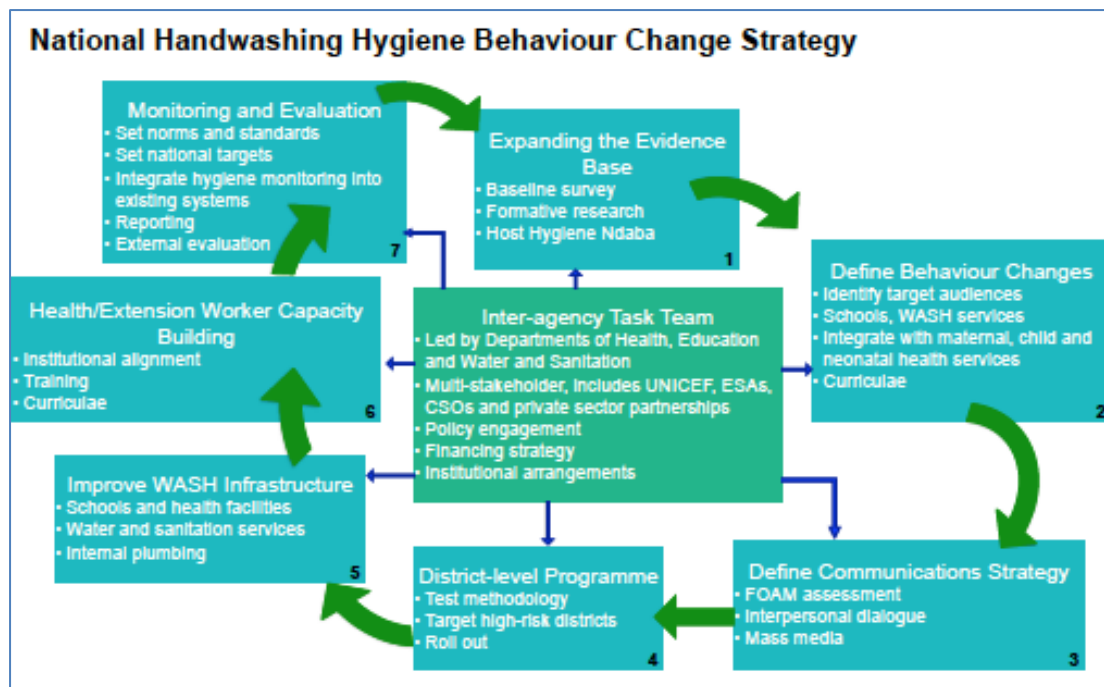 National Handwashing Hygiene Behaviour Change Strategy
Monitoring and Evaluation
• Set norms and standards
• Set national targets
• Integrate hygiene monitoring into
existing systems
• Reporting
• External evaluation
7
Expanding the Evidence
Base
• Baseline survey
• Formative research
• Host Hygiene Ndaba
1
Define Behaviour Changes
• Identify target audiences
• Schools, WASH services
• Integrate with maternal, child and
neonatal health services
• Curriculae
2
Health/Extension Worker Capacity
Building
• Institutional alignment
• Training
• Curriculae
6
Inter-agency Task Team
• Led by Departments of Health, Education
and Water and Sanitation
• Multi-stakeholder, includes UNICEF, ESAs,
CSOs and private sector partnerships
• Policy engagement
• Financing strategy
• Institutional arrangements
Improve WASH Infrastructure
• Schools and health facilities
• Water and sanitation services
• Internal plumbing
5
District-level Programme
• Test methodology
• Target high-risk districts
• Roll out
4
Define Communications Strategy
• FOAM assessment
• Interpersonal dialogue
• Mass media
3